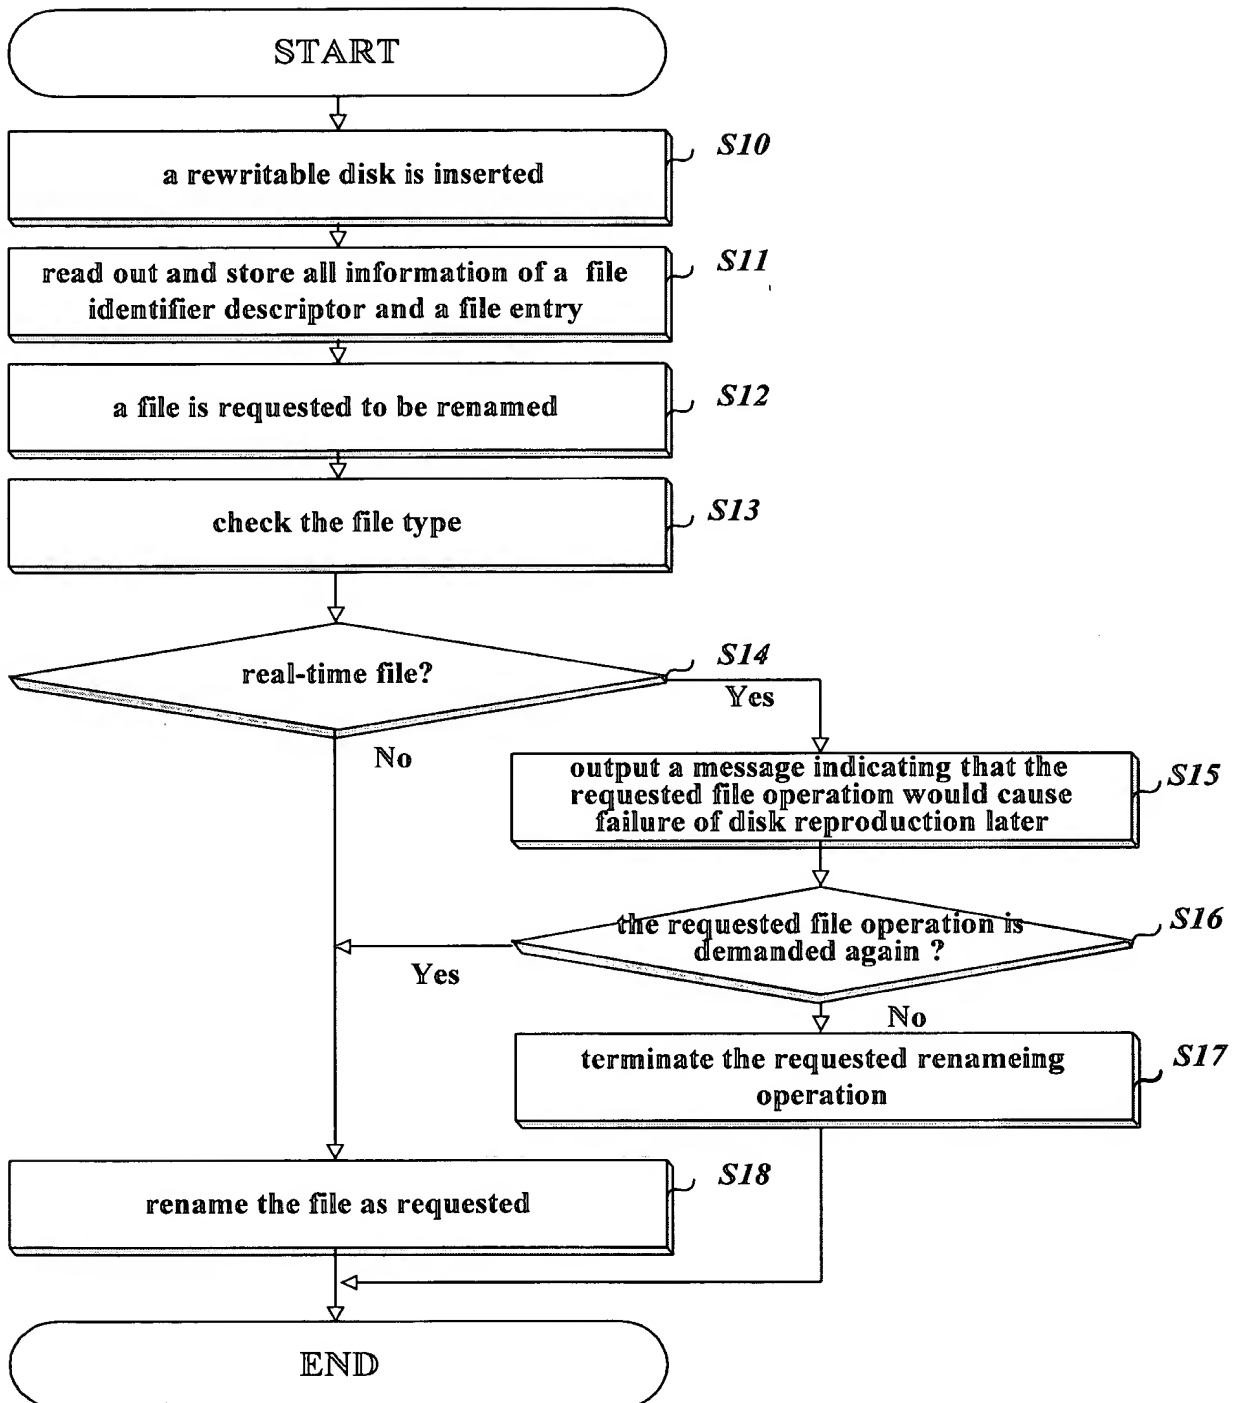 START
a rewritable disk is inserted
S10
read out and store all information of a file
identifier descriptor and a file entry
S11
a file is requested to be renamed
S12
check the file type
S13
real-time file?
S14
Yes
No
output a message indicating that the
requested file operation would cause
failure of disk reproduction later
S15
the requested file operation is
demanded again ?
S16
Yes
No
terminate the requested renameing
operation
S17
rename the file as requested
S18
END